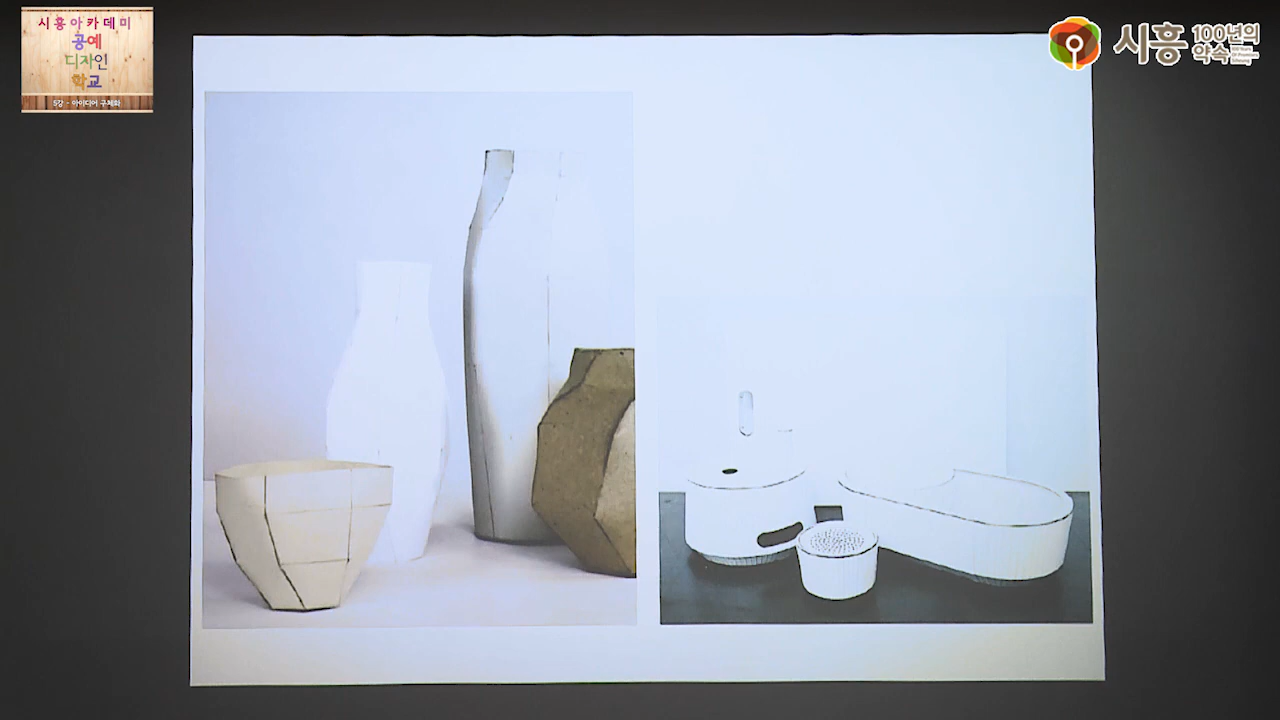 시흥아카데미
공예
디자인
학교
5강 - 아이디어 구체화
시흥
100년의
약속